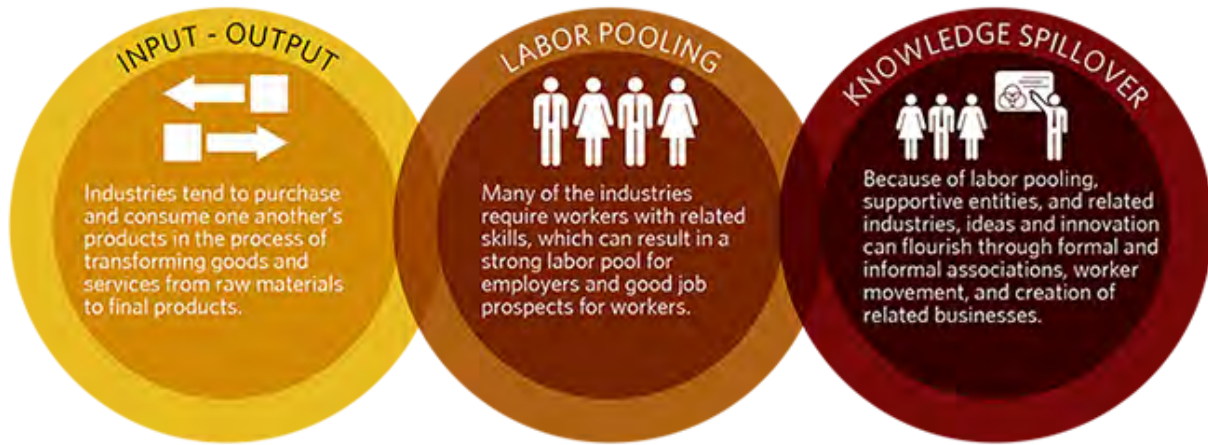 INPUT - OUTPUT
Industries tend to purchase
and consume one another's
products in the process of
transforming goods and
services from raw materials
to final products.
LABOR POOLING
Many of the industries
require workers with related
skills, which can result in a
strong labor pool for
employers and good job
prospects for workers.
KNOWLEDGE SPILLOVER
Because of labor pooling,
supportive entities, and related
industries, ideas and innovation
can flourish through formal and
informal associations, worker
movement, and creation of
related businesses.